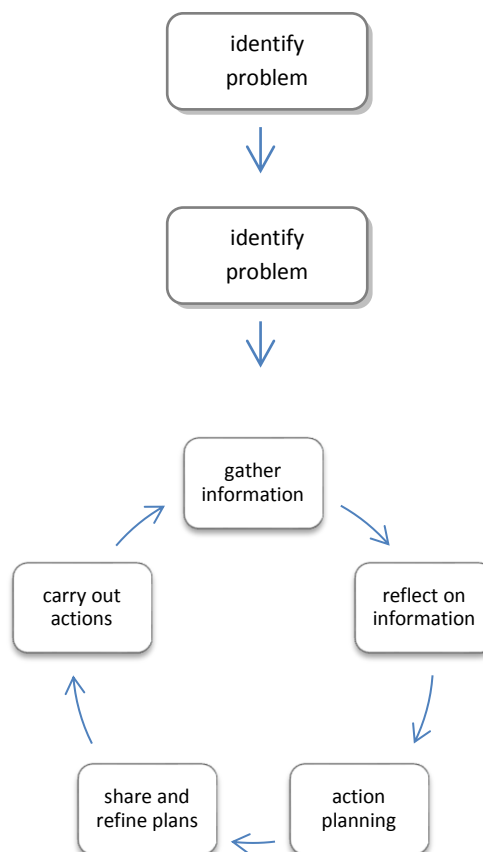 identify
problem
identify
problem
gather
information
reflect on
information
action
planning
share and
refine plans
carry out
actions